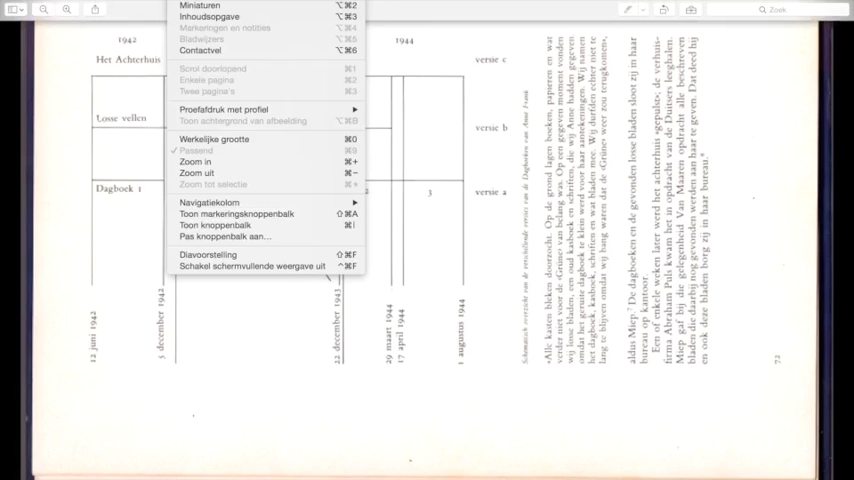 Zoek
Miniaturen ⌥⌘2
Inhoudsopgave ⌥⌘3
Markeringen en notities ⌥⌘4
Bladwijzers ⌥⌘5
Contactvel ⌥⌘6
Scrol doorlopend ⌘1
Enkele pagina ⌘2
Twee pagina's ⌘3
Proefafdruk met profiel
Toon achtergrond van afbeelding ⌥⌘B
Werkelijke grootte ⌘0
✓ Passend ⌘9
Zoom in ⌘+
Zoom uit ⌘−
Zoom tot selectie
Navigatiekolom
Toon markeringsknoppenbalk ⇧⌘A
Toon knoppenbalk
Pas knoppenbalk aan...
Diavoorstelling ⇧⌘F
Schakel schermvullende weergave uit ^⌘F
1942
1944
Het Achterhuis
versie c
Losse vellen
versie b
Dagboek 1
3
versie a
12 juni 1942
5 december 1942
22 december 1943
29 maart 1944
17 april 1944
1 augustus 1944
Schematisch overzicht van de verschillende versies van de Dagboeken van Anne Frank
«Alle kasten bleken doorzocht. Op de grond lagen boeken, papieren en wat
verder niet voor de ‹Grüne› van belang was. Op een gegeven moment vonden
wij losse bladen, een oud kasboek en schriften, die wij Anne hadden gegeven
omdat het geruite dagboek te klein werd voor haar aantekeningen. Wij namen
het dagboek, kasboek, schriften en wat bladen mee. Wij durfden echter niet te
lang te blijven omdat wij bang waren dat de ‹Grüne› weer zou terugkomen»,
aldus Miep.⁷ De dagboeken en de gevonden losse bladen sloot zij in haar
bureau op kantoor.
Een of enkele weken later werd het achterhuis «gepulst»; de verhuis-
firma Abraham Puls kwam het in opdracht van de Duitsers leeghalen.
Miep gaf bij die gelegenheid Van Maaren opdracht alle beschreven
bladen die daarbij nog gevonden werden aan haar te geven. Dat deed hij
en ook deze bladen borg zij in haar bureau.⁸
72